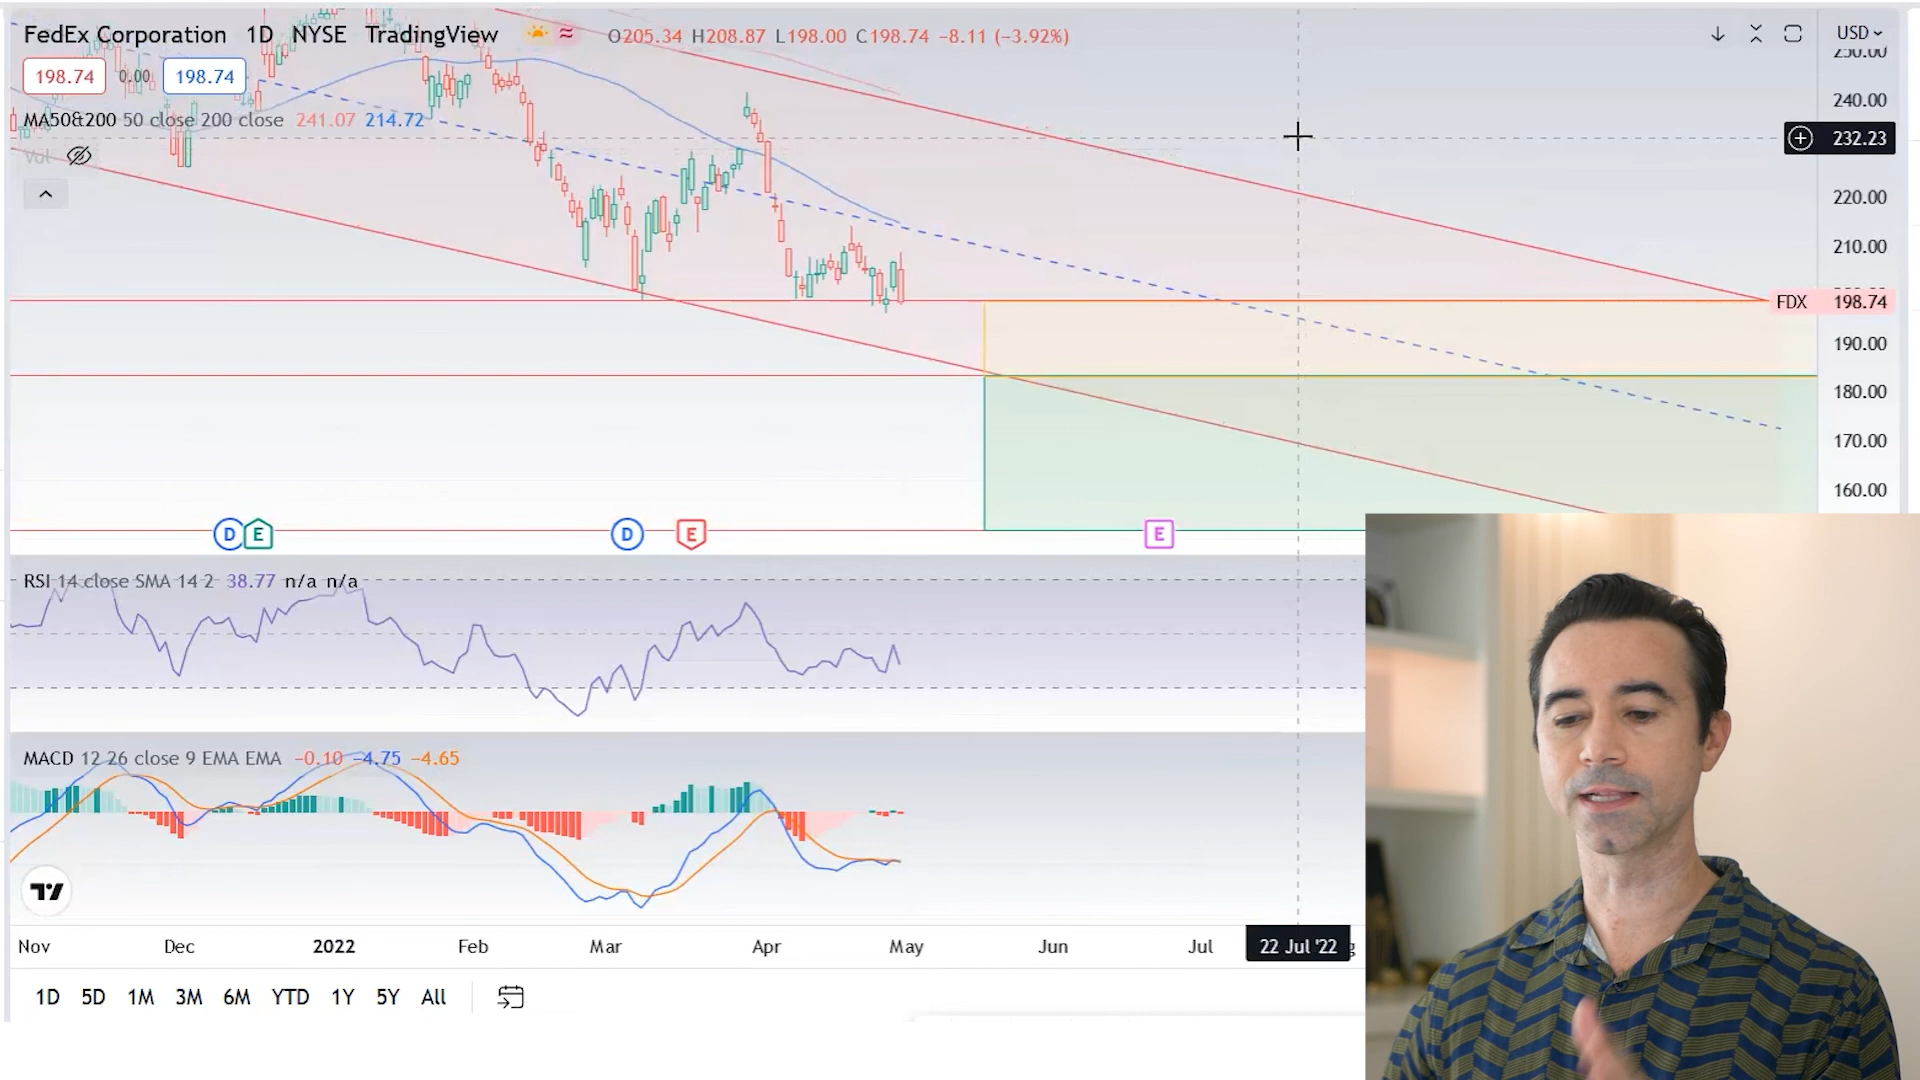 FedEx Corporation 1D NYSE TradingView O205.34 H208.87 L198.00 C198.74 −8.11 (−3.92%) USD
198.74 0.00 198.74
MA50&200 50 close 200 close 241.07 214.72
Vol
250.00
240.00
232.23
220.00
210.00
FDX 198.74
190.00
180.00
170.00
160.00
D E D E E
RSI 14 close SMA 14 2 38.77 n/a n/a
MACD 12 26 close 9 EMA EMA −0.10 −4.75 −4.65
Nov Dec 2022 Feb Mar Apr May Jun Jul 22 Jul '22
1D 5D 1M 3M 6M YTD 1Y 5Y All